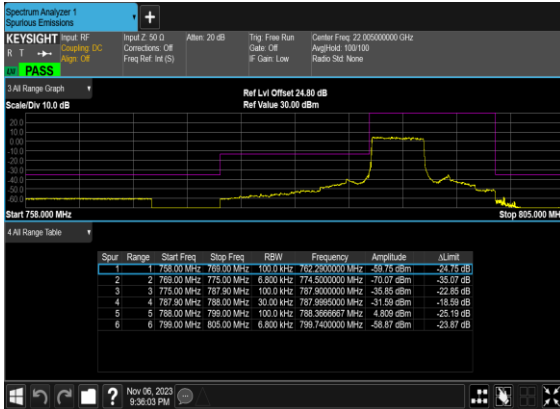 Spectrum Analyzer 1
Spurious Emissions
KEYSIGHT Input: RF Input Z: 50 Ω Atten: 20 dB Trig: Free Run Center Freq: 22.005000000 GHz
R T Coupling: DC Corrections: Off Gate: Off Avg|Hold: 100/100
Align: Off Freq Ref: Int (S) IF Gain: Low Radio Std: None
PASS
3 All Range Graph
Ref Lvl Offset 24.80 dB
Scale/Div 10.0 dB Ref Value 30.00 dBm
20.0
10.0
0.00
-10.0
-20.0
-30.0
-40.0
-50.0
-60.0
Start 758.000 MHz Stop 805.000 MH
4 All Range Table
Spur Range Start Freq Stop Freq RBW Frequency Amplitude ΔLimit
1 1 758.00 MHz 769.00 MHz 100.0 kHz 762.2900000 MHz -59.75 dBm -24.75 dB
2 2 769.00 MHz 775.00 MHz 6.800 kHz 774.5000000 MHz -70.07 dBm -35.07 dB
3 3 775.00 MHz 787.90 MHz 100.0 kHz 787.9000000 MHz -35.85 dBm -22.85 dB
4 4 787.90 MHz 788.00 MHz 30.00 kHz 787.9995000 MHz -31.59 dBm -18.59 dB
5 5 788.00 MHz 799.00 MHz 100.0 kHz 788.3666667 MHz 4.809 dBm -25.19 dB
6 6 799.00 MHz 805.00 MHz 6.800 kHz 799.7400000 MHz -58.87 dBm -23.87 dB
Nov 06, 2023
9:36:03 PM